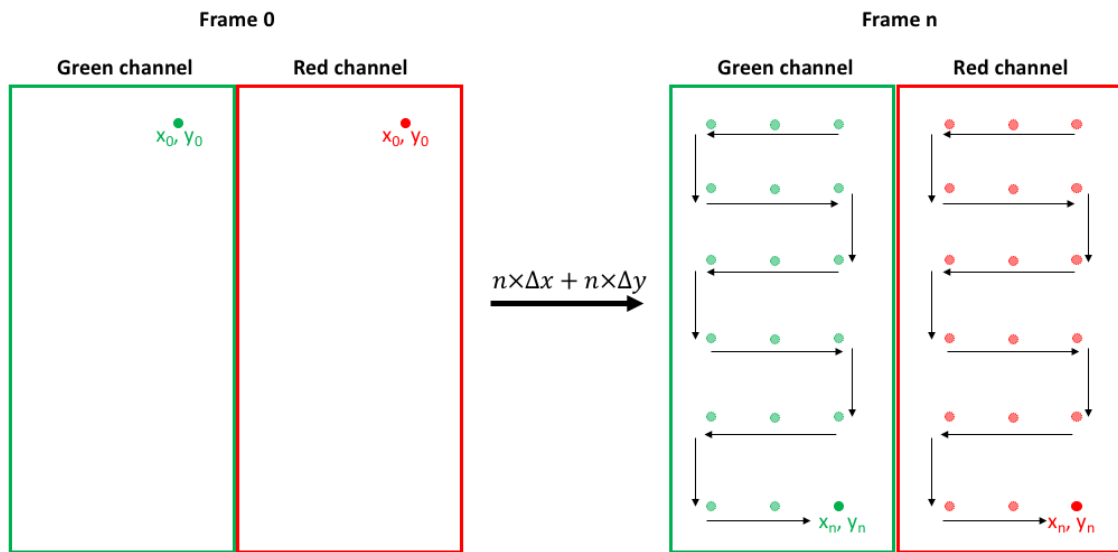 Frame 0
Green channel Red channel
x₀, y₀ x₀, y₀
n×Δx + n×Δy
Frame n
Green channel Red channel
xₙ, yₙ xₙ, yₙ